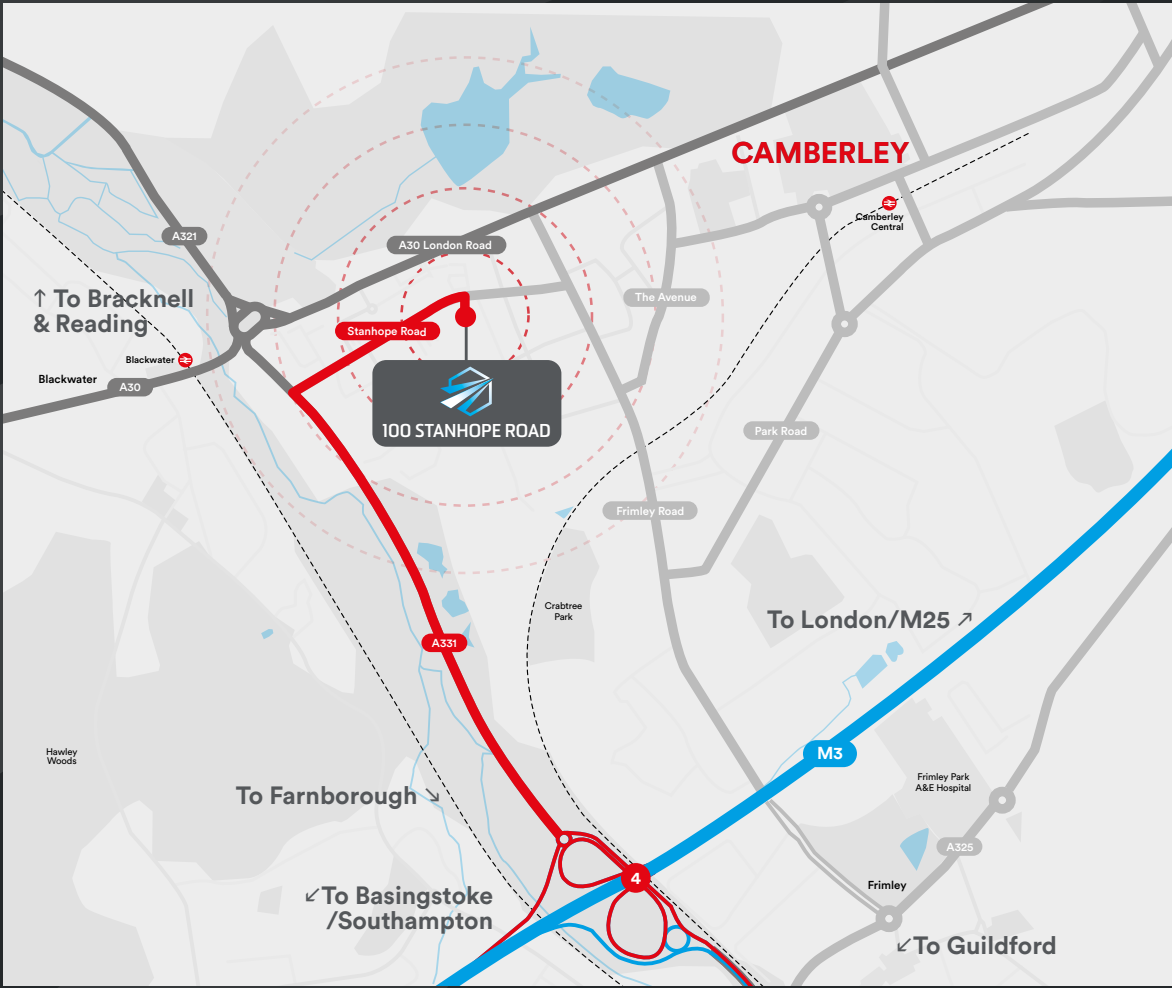 CAMBERLEY
Camberley
Central
A321
A30 London Road
↑ To Bracknell
& Reading
The Avenue
Stanhope Road
Blackwater
Blackwater
A30
100 STANHOPE ROAD
Park Road
Frimley Road
Crabtree
Park
To London/M25 ↗
A331
Hawley
Woods
M3
Frimley Park
A&E Hospital
To Farnborough ↘
A325
4
Frimley
↙To Basingstoke
/Southampton
↙To Guildford